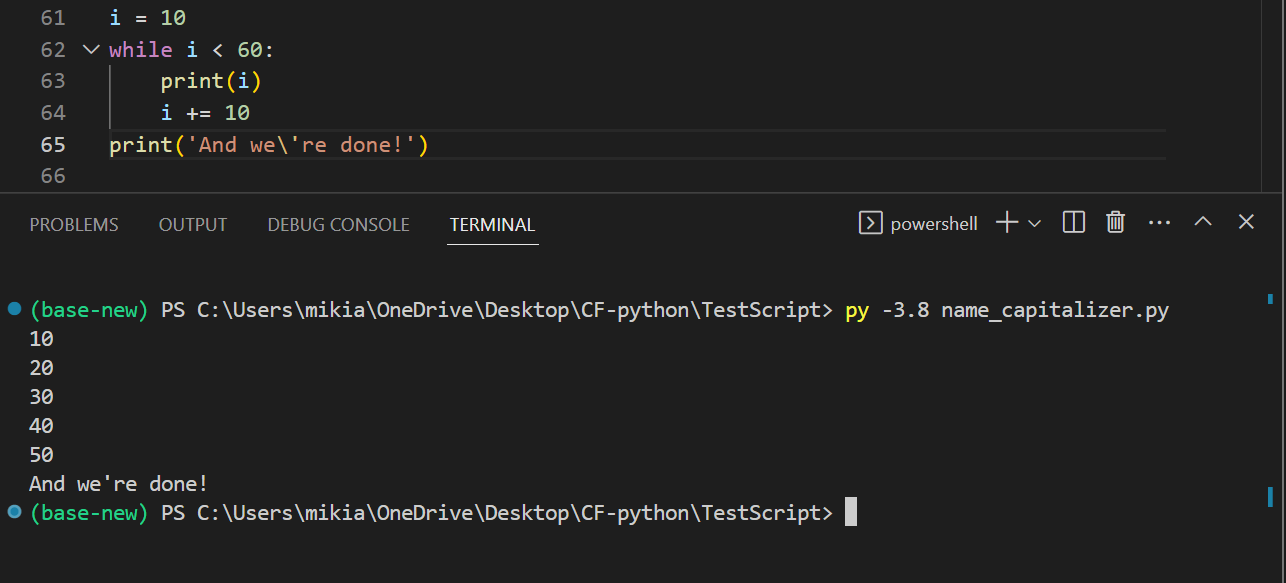 61 i = 10
62 while i < 60:
63     print(i)
64     i += 10
65 print('And we\'re done!')
66
PROBLEMS OUTPUT DEBUG CONSOLE TERMINAL powershell
(base-new) PS C:\Users\mikia\OneDrive\Desktop\CF-python\TestScript> py -3.8 name_capitalizer.py
10
20
30
40
50
And we're done!
(base-new) PS C:\Users\mikia\OneDrive\Desktop\CF-python\TestScript>